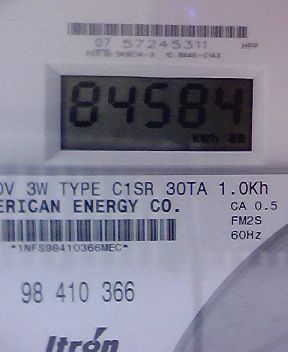 07 57245311
84584
kWh
0V 3W TYPE C1SR 30TA 1.0Kh
ERICAN ENERGY CO.
CA 0.5
FM2S
60Hz
*1NFS98410366MEC*
98 410 366
Itrón